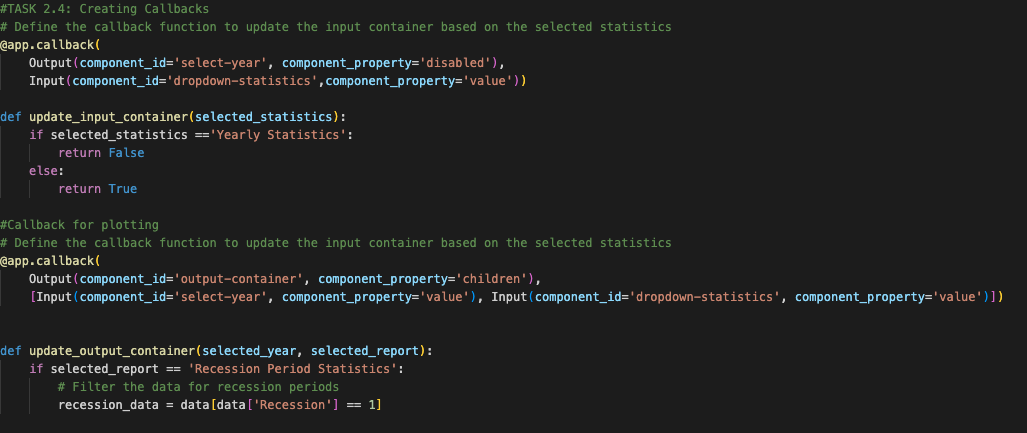 #TASK 2.4: Creating Callbacks
# Define the callback function to update the input container based on the selected statistics
@app.callback(
    Output(component_id='select-year', component_property='disabled'),
    Input(component_id='dropdown-statistics',component_property='value'))

def update_input_container(selected_statistics):
    if selected_statistics =='Yearly Statistics':
        return False
    else:
        return True

#Callback for plotting
# Define the callback function to update the input container based on the selected statistics
@app.callback(
    Output(component_id='output-container', component_property='children'),
    [Input(component_id='select-year', component_property='value'), Input(component_id='dropdown-statistics', component_property='value')])


def update_output_container(selected_year, selected_report):
    if selected_report == 'Recession Period Statistics':
        # Filter the data for recession periods
        recession_data = data[data['Recession'] == 1]